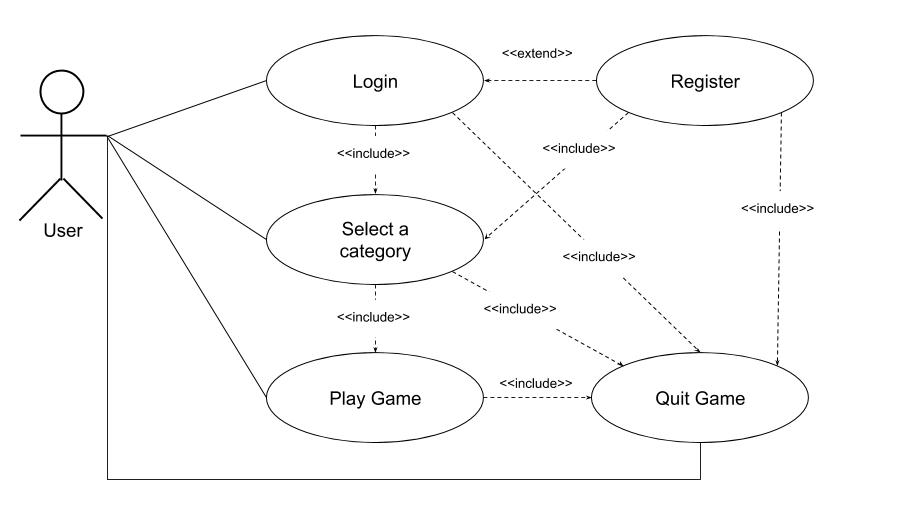 <<extend>>
Login
Register
<<include>>
<<include>>
<<include>>
User
Select a
category
<<include>>
<<include>>
<<include>>
<<include>>
Play Game
Quit Game